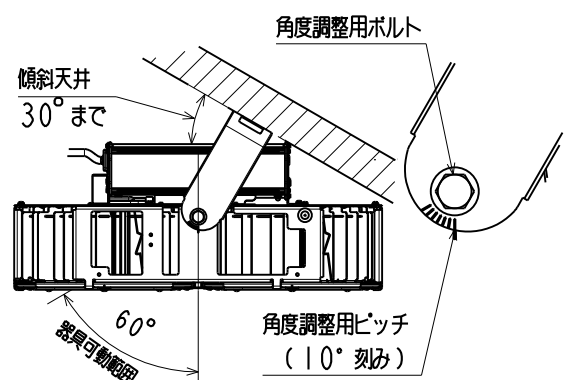 角度調整用ボルト
傾斜天井
30°まで
60°
器具可動範囲
角度調整用ピッチ
(10°刻み)